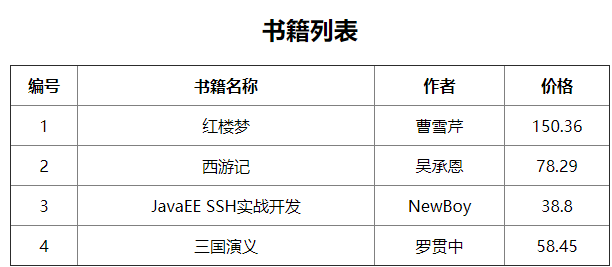 书籍列表
编号 书籍名称 作者 价格
1 红楼梦 曹雪芹 150.36
2 西游记 吴承恩 78.29
3 JavaEE SSH实战开发 NewBoy 38.8
4 三国演义 罗贯中 58.45